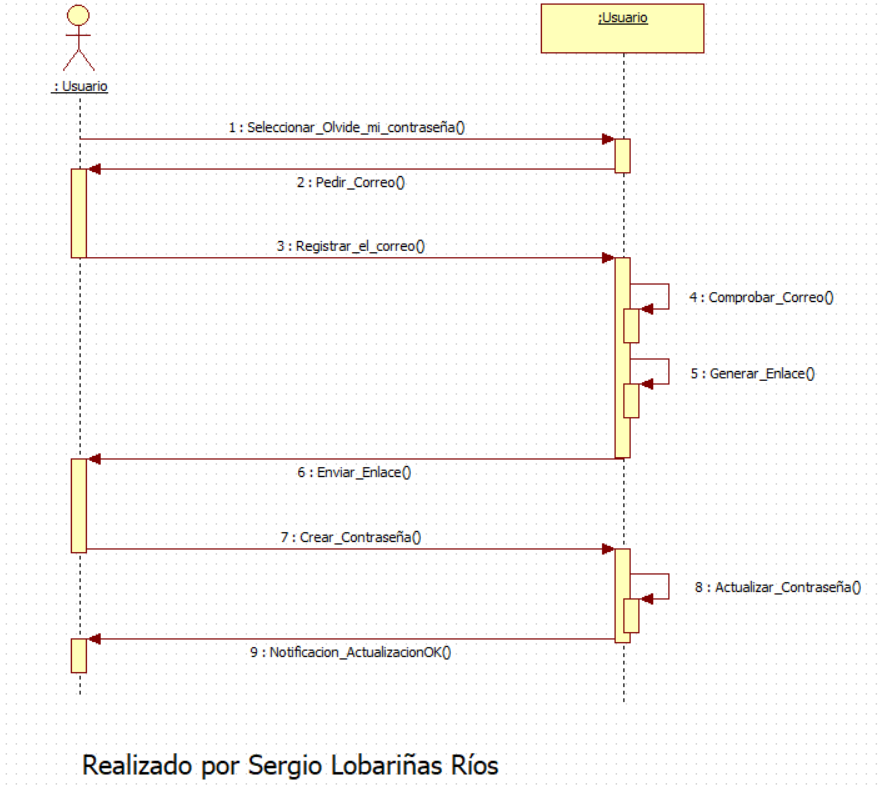 ;Usuario
: Usuario
1 : Seleccionar_Olvide_mi_contraseña()
2 : Pedir_Correo()
3 : Registrar_el_correo()
4 : Comprobar_Correo()
5 : Generar_Enlace()
6 : Enviar_Enlace()
7 : Crear_Contraseña()
8 : Actualizar_Contraseña()
9 : Notificacion_ActualizacionOK()
Realizado por Sergio Lobariñas Ríos